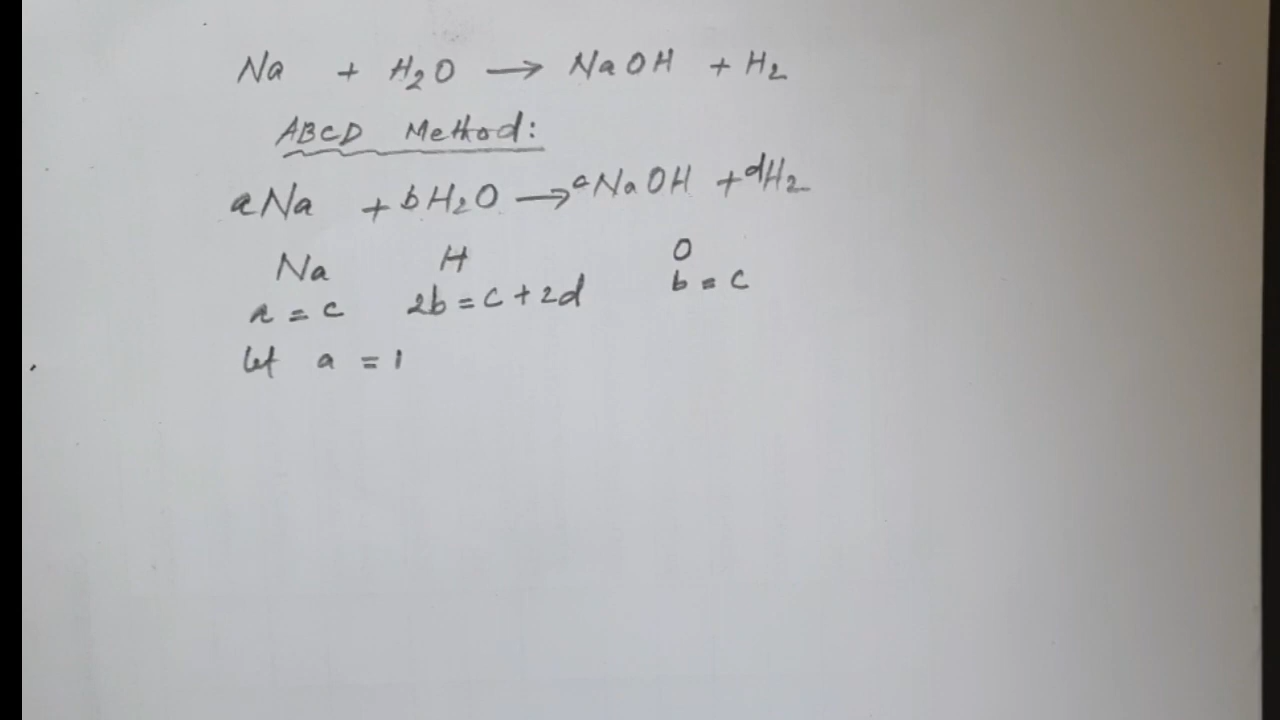 Na + H₂O → NaOH + H₂
ABCD Method:
aNa + bH₂O → cNaOH + dH₂
Na H O
a = c 2b = c + 2d b = c
let a = 1